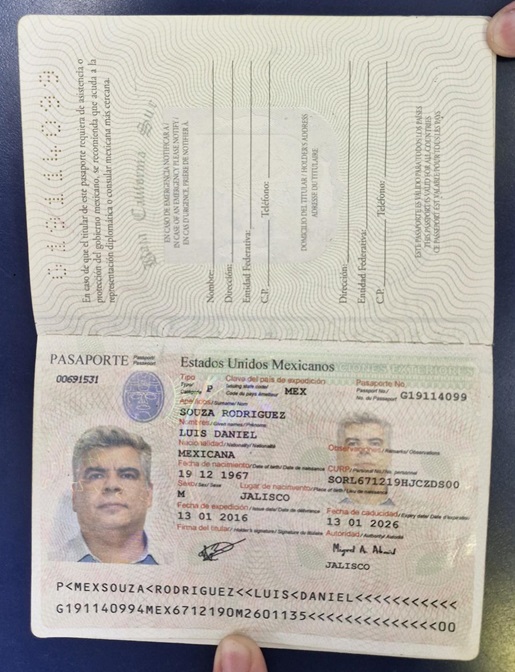 G19114099
En caso de que el titular de este pasaporte requiera de asistencia o
protección del gobierno mexicano, se recomienda que acuda a la
representación diplomática o consular mexicana más cercana.
Baja California Sur
EN CASO DE EMERGENCIA NOTIFICAR A /
IN CASE OF AN EMERGENCY PLEASE NOTIFY /
EN CAS D'URGENCE, PRIERE DE NOTIFIER À
Nombre:
Dirección:
Entidad Federativa:
C.P. Teléfono:
DOMICILIO DEL TITULAR / HOLDER'S ADDRESS
ADRESSE DU TITULAIRE
Dirección:
Entidad Federativa:
C.P. Teléfono:
ESTE PASAPORTE ES VÁLIDO PARA TODOS LOS PAÍSES
THIS PASSPORT IS VALID FOR ALL COUNTRIES
CE PASSEPORT EST VALABLE POUR TOUS LES PAYS
PASAPORTE Passport Passeport
Estados Unidos Mexicanos
00691531
Tipo Clave del país de expedición Pasaporte No.
P MEX G19114099
Apellidos/Surname/Nom
SOUZA RODRIGUEZ
Nombres/Given names/Prénoms
LUIS DANIEL
Nacionalidad/Nationality/Nationalité Observaciones/Remarks/Observations
MEXICANA
Fecha de nacimiento/Date of birth/Date de naissance CURP/Personal No/No. personnel
19 12 1967 SORL671219HJCZDS00
Sexo/Sex/Sexe Lugar de nacimiento/Place of birth/Lieu de naissance
M JALISCO
Fecha de expedición/Issue date/Date de délivrance Fecha de caducidad/Expiry date/Date d'expiration
13 01 2016 13 01 2026
Firma del titular/Holder's signature/Signature du titulaire Autoridad/Authority/Autorité
JALISCO
P<MEXSOUZA<RODRIGUEZ<<LUIS<DANIEL<<<<<<<<<<<
G191140994MEX6712190M2601135<<<<<<<<<<<<<<00